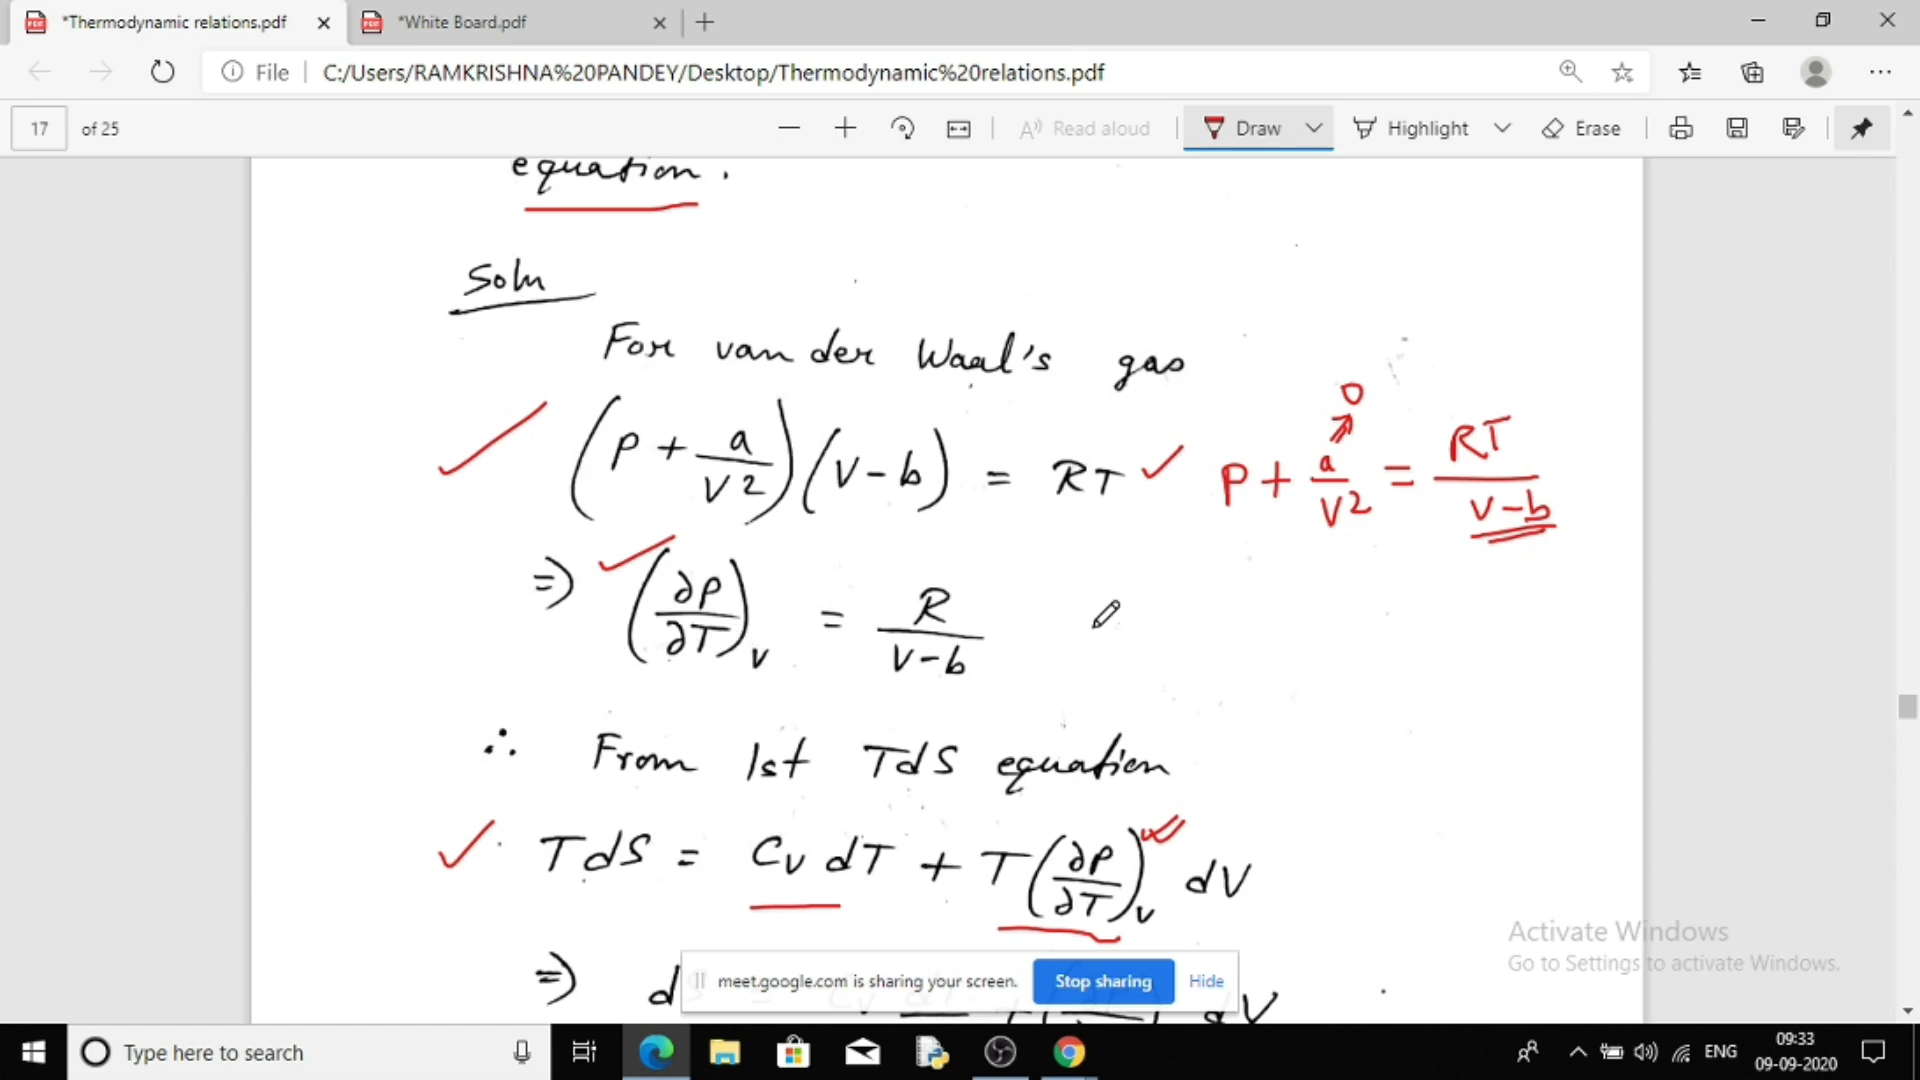 *Thermodynamic relations.pdf
*White Board.pdf
File C:/Users/RAMKRISHNA%20PANDEY/Desktop/Thermodynamic%20relations.pdf
17 of 25
Read aloud Draw Highlight Erase
equation.
Soln
For van der Waal's gas
(P + a/V2)(V-b) = RT
P + a/V2 = RT/V-b
0
=> (∂P/∂T)V = R/V-b
∴ From 1st TdS equation
TdS = CV dT + T(∂P/∂T)V dV
=> d
dV
meet.google.com is sharing your screen. Stop sharing Hide
Activate Windows
Go to Settings to activate Windows.
Type here to search
ENG
09:33
09-09-2020